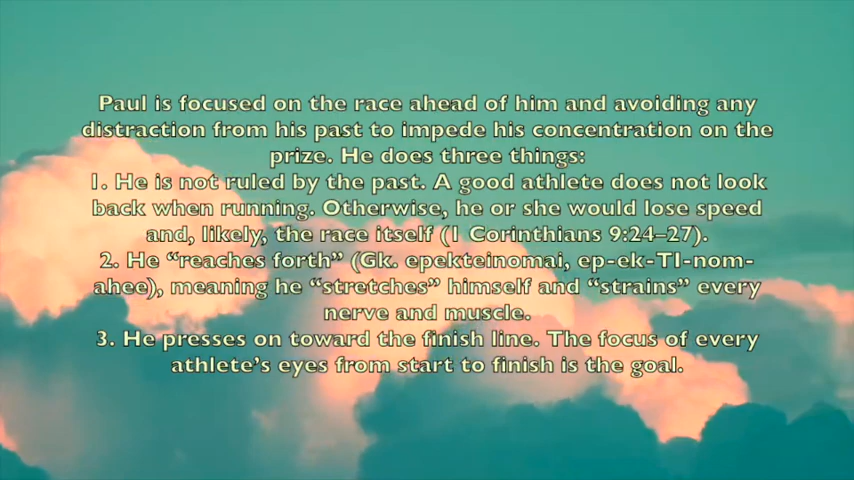 Paul is focused on the race ahead of him and avoiding any
distraction from his past to impede his concentration on the
prize. He does three things:
1. He is not ruled by the past. A good athlete does not look
back when running. Otherwise, he or she would lose speed
and, likely, the race itself (1 Corinthians 9:24–27).
2. He “reaches forth” (Gk. epekteinomai, ep-ek-TI-nom-
ahee), meaning he “stretches” himself and “strains” every
nerve and muscle.
3. He presses on toward the finish line. The focus of every
athlete’s eyes from start to finish is the goal.